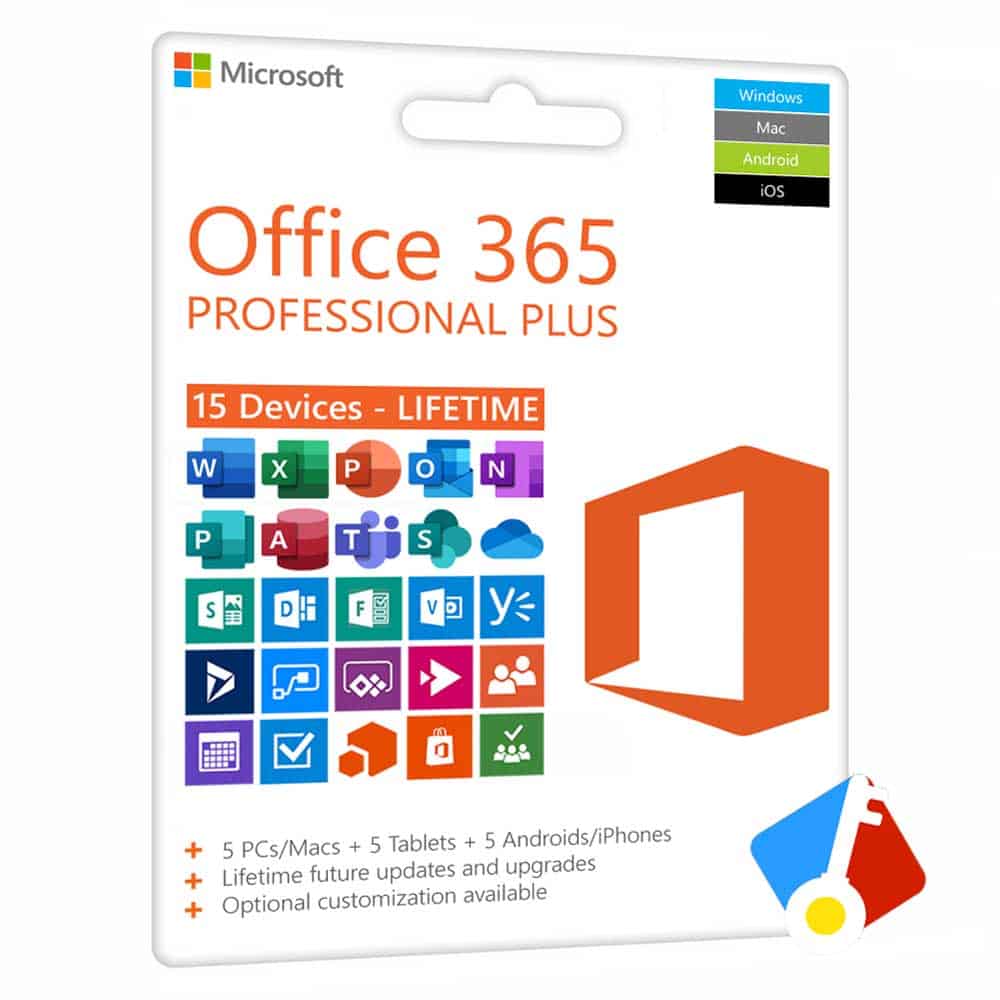 Microsoft
Windows
Mac
Android
iOS
Office 365
PROFESSIONAL PLUS
15 Devices - LIFETIME
W X P O N
P A T S
S D F V y
+ 5 PCs/Macs + 5 Tablets + 5 Androids/iPhones
+ Lifetime future updates and upgrades
+ Optional customization available